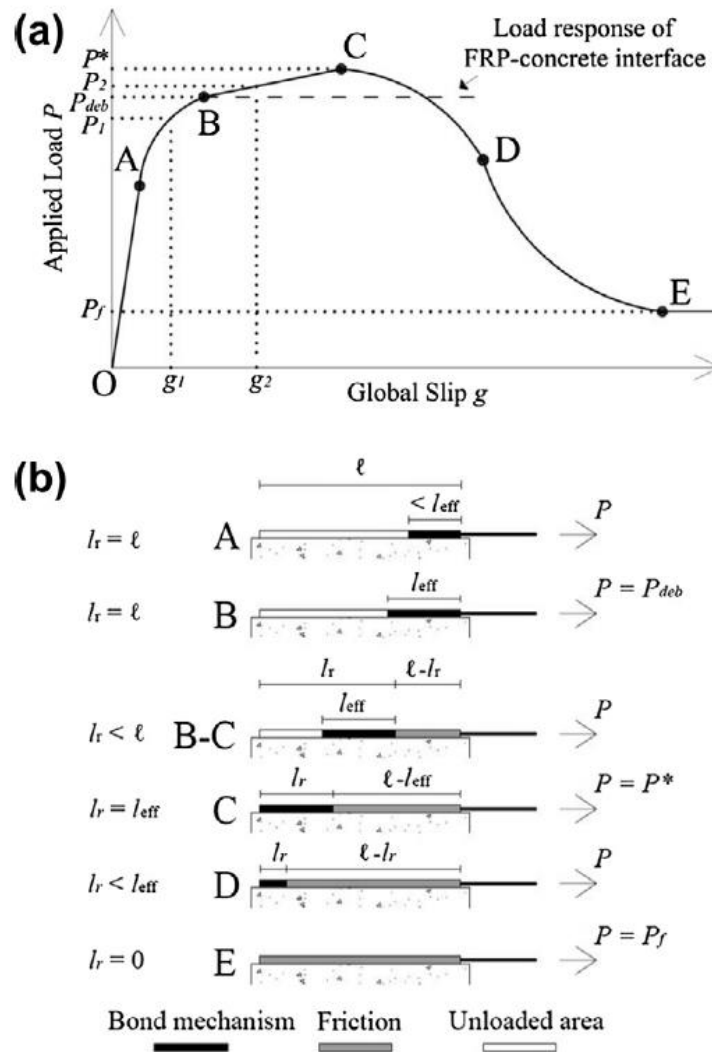 (a)
Load response of
FRP-concrete interface
Applied Load P
P*
P2
Pdeb
P1
Pf
O
A
B
C
D
E
g1
g2
Global Slip g
(b)
ℓ
< leff
lr = ℓ
A
P
leff
lr = ℓ
B
P = Pdeb
lr
ℓ-lr
leff
lr < ℓ
B-C
P
lr
ℓ-leff
lr = leff
C
P = P*
lr
ℓ-lr
lr < leff
D
P
lr = 0
E
P = Pf
Bond mechanism
Friction
Unloaded area